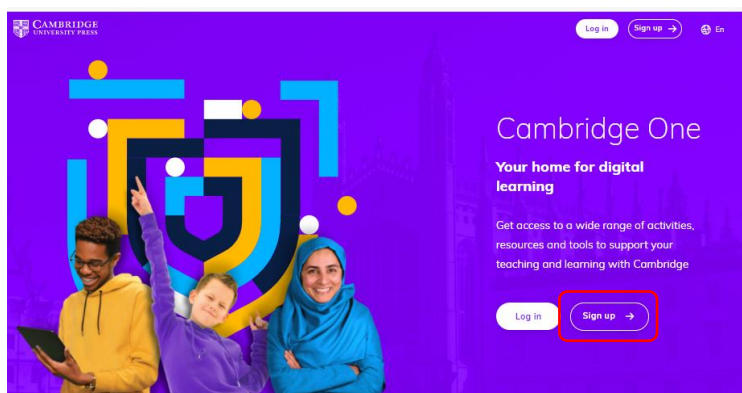 CAMBRIDGE
UNIVERSITY PRESS
Log in
Sign up →
En
Cambridge One
Your home for digital
learning
Get access to a wide range of activities,
resources and tools to support your
teaching and learning with Cambridge
Log in
Sign up →